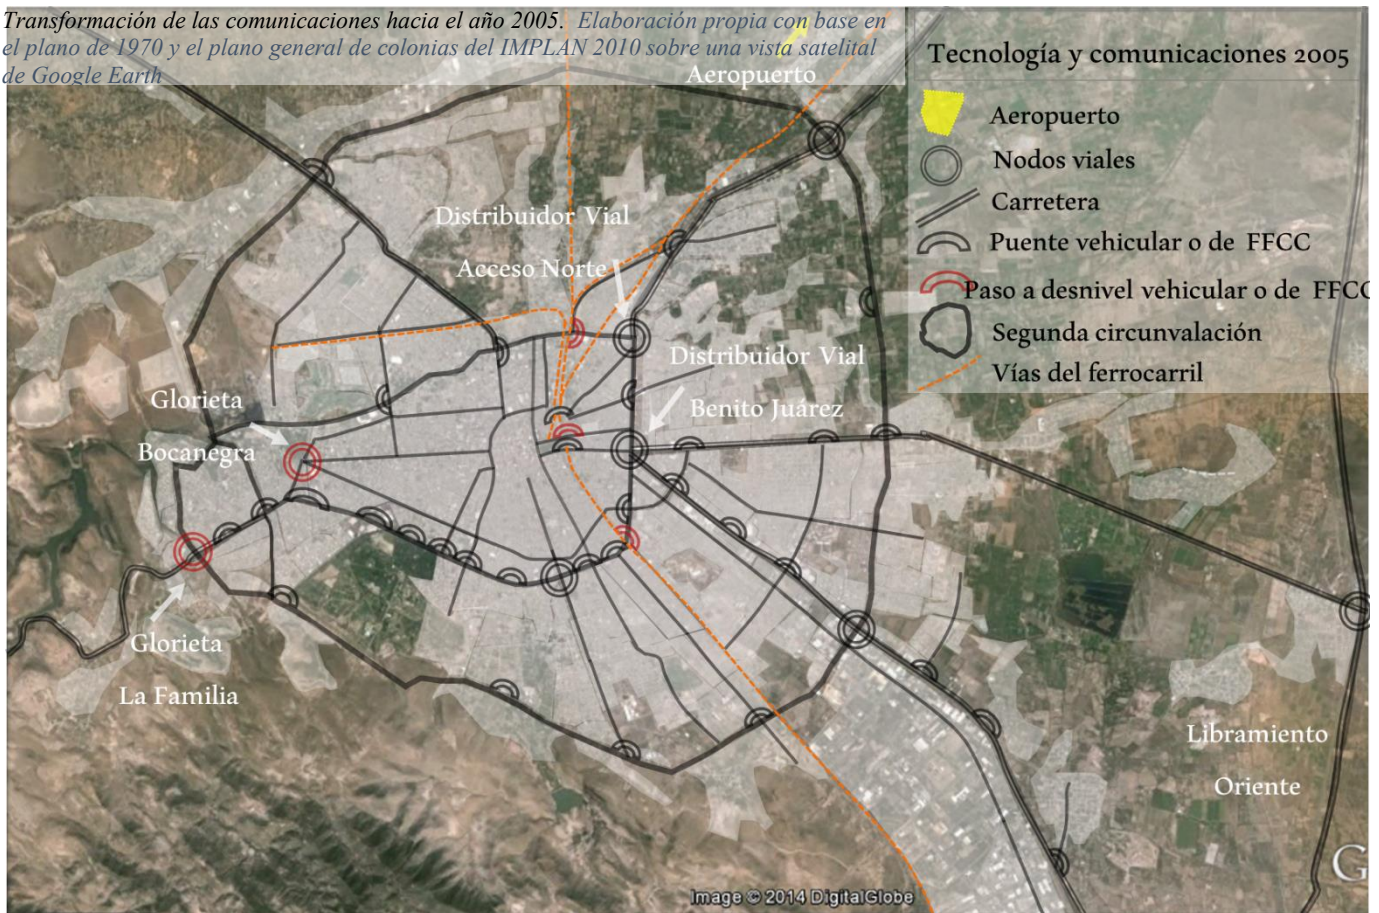 Transformación de las comunicaciones hacia el año 2005. Elaboración propia con base en
el plano de 1970 y el plano general de colonias del IMPLAN 2010 sobre una vista satelital
de Google Earth
Aeropuerto
Tecnología y comunicaciones 2005
Aeropuerto
Nodos viales
Carretera
Puente vehicular o de FFCC
Paso a desnivel vehicular o de FFCC
Segunda circunvalación
Vías del ferrocarril
Distribuidor Vial
Acceso Norte
Distribuidor Vial
Benito Juárez
Glorieta
Bocanegra
Glorieta
La Familia
Libramiento
Oriente
G
Image © 2014 DigitalGlobe